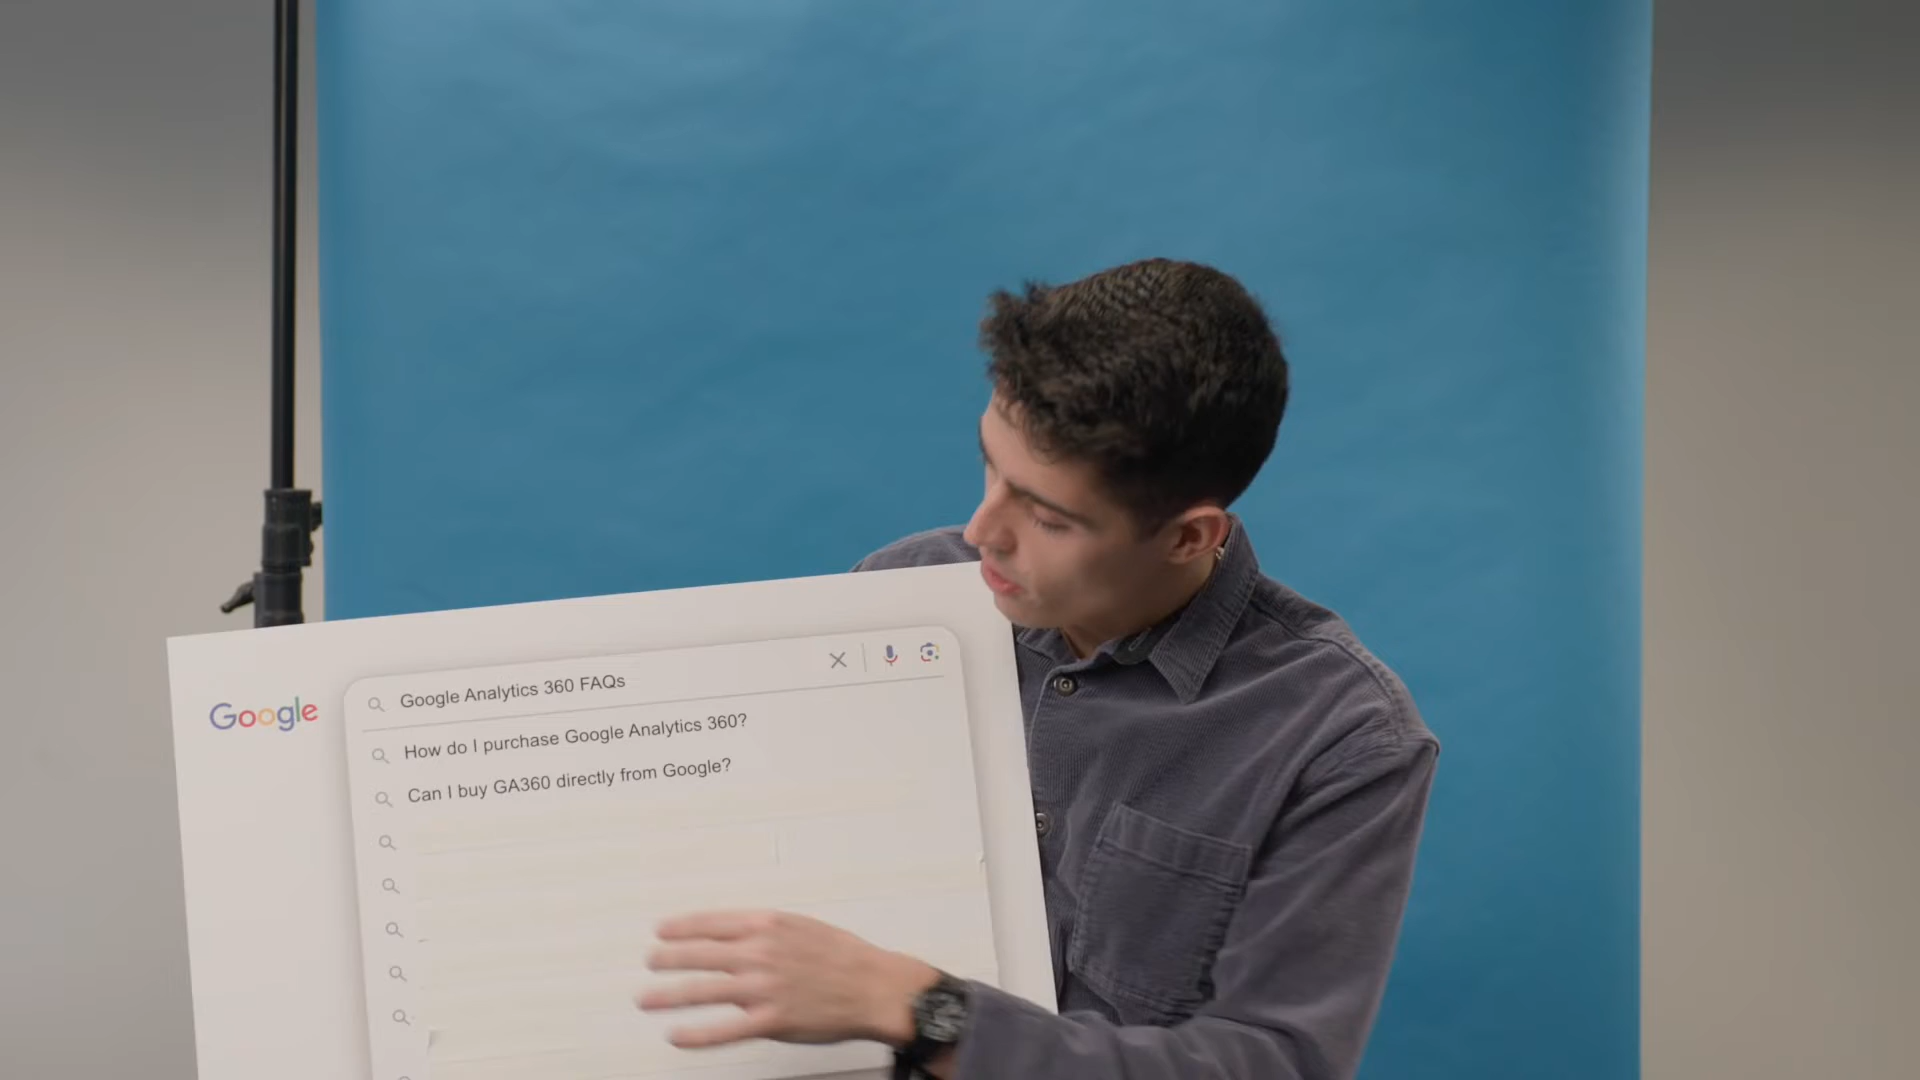 Google
Google Analytics 360 FAQs
How do I purchase Google Analytics 360?
Can I buy GA360 directly from Google?